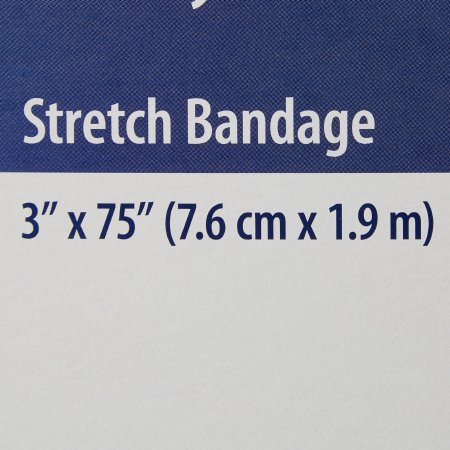 Stretch Bandage
3” x 75” (7.6 cm x 1.9 m)